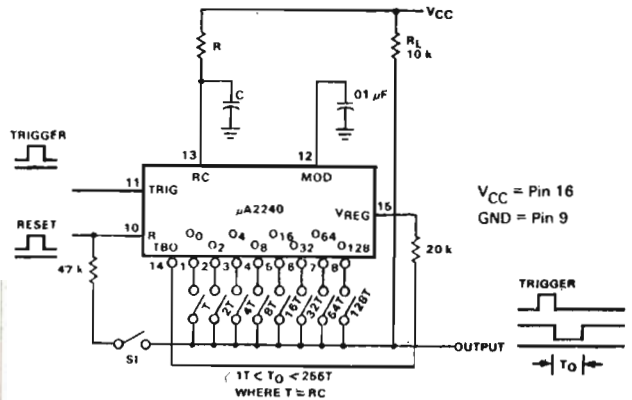 VCC
R
RL
10 k
C
01 µF
TRIGGER
13
12
RC
MOD
11
TRIG
µA2240
VREG
15
VCC = Pin 16
GND = Pin 9
RESET
10
R
O0
O4
O16
O64
TBO
O2
O8
O32
O128
20 k
14
1
2
3
4
5
6
7
8
47 k
T
2T
4T
8T
16T
32T
64T
128T
TRIGGER
S1
OUTPUT
TO
1T < TO < 256T
WHERE T = RC